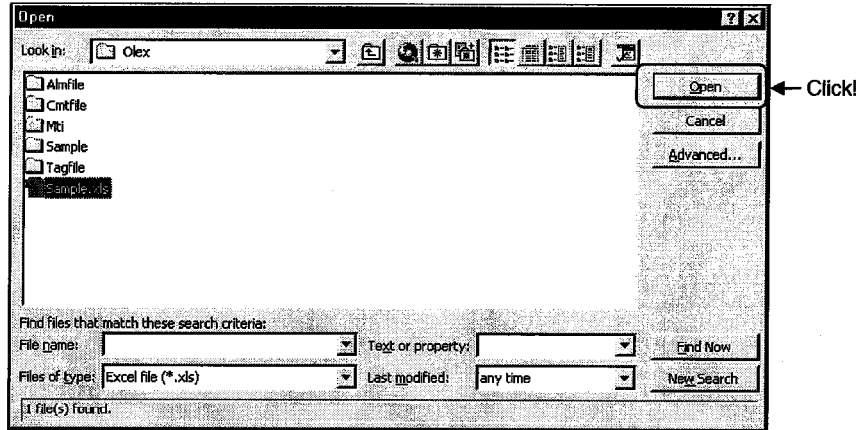 Open
Look in: Olex
Almfile
Cmtfile
Mti
Sample
Tagfile
Sample.xls
Open
Click!
Cancel
Advanced...
Find files that match these search criteria:
File name: Text or property: Find Now
Files of type: Excel file (*.xls) Last modified: any time New Search
1 file(s) found.